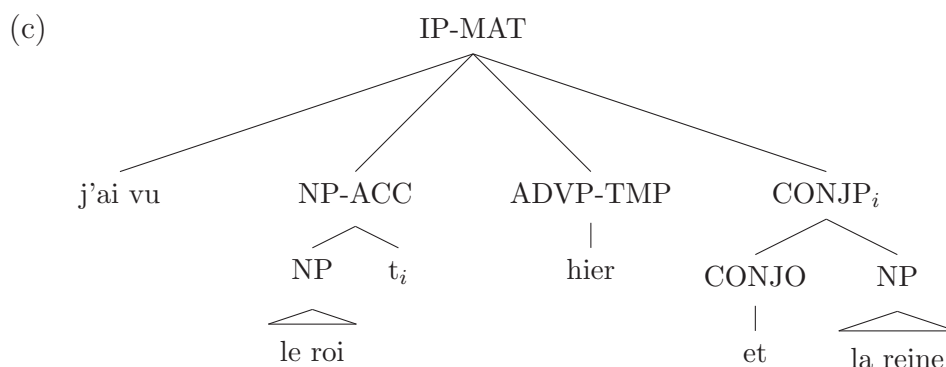 (c) IP-MAT
j'ai vu NP-ACC ADVP-TMP CONJPᵢ
NP tᵢ hier CONJO NP
le roi et la reine